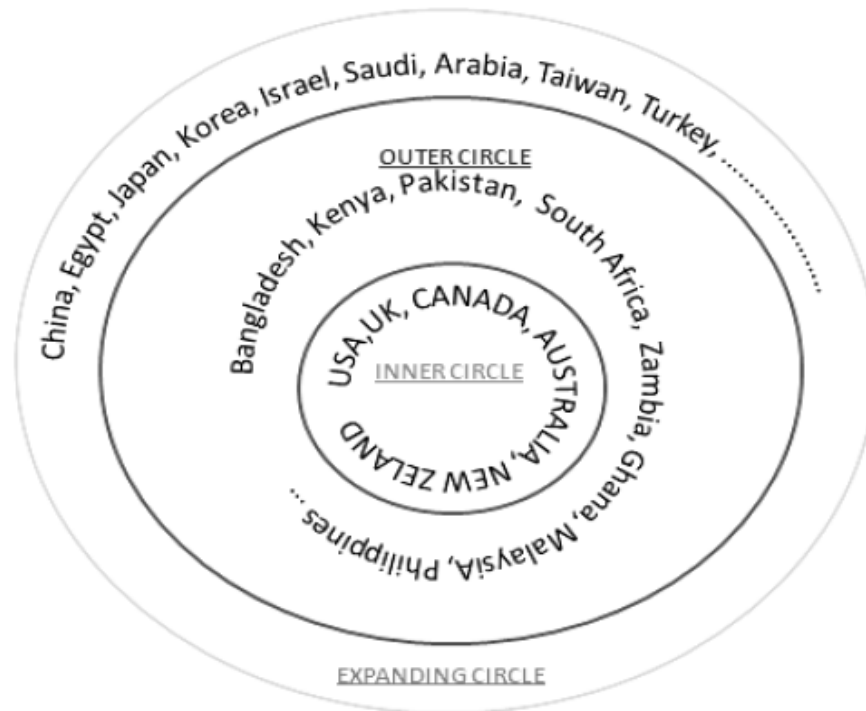 China, Egypt, Japan, Korea, Israel, Saudi, Arabia, Taiwan, Turkey, ......................
OUTER CIRCLE
Bangladesh, Kenya, Pakistan, South Africa, Zambia, Ghana, MalaysiA, Philippines ...
USA,UK, CANADA, AUSTRALIA, NEW ZELAND
INNER CIRCLE
EXPANDING CIRCLE